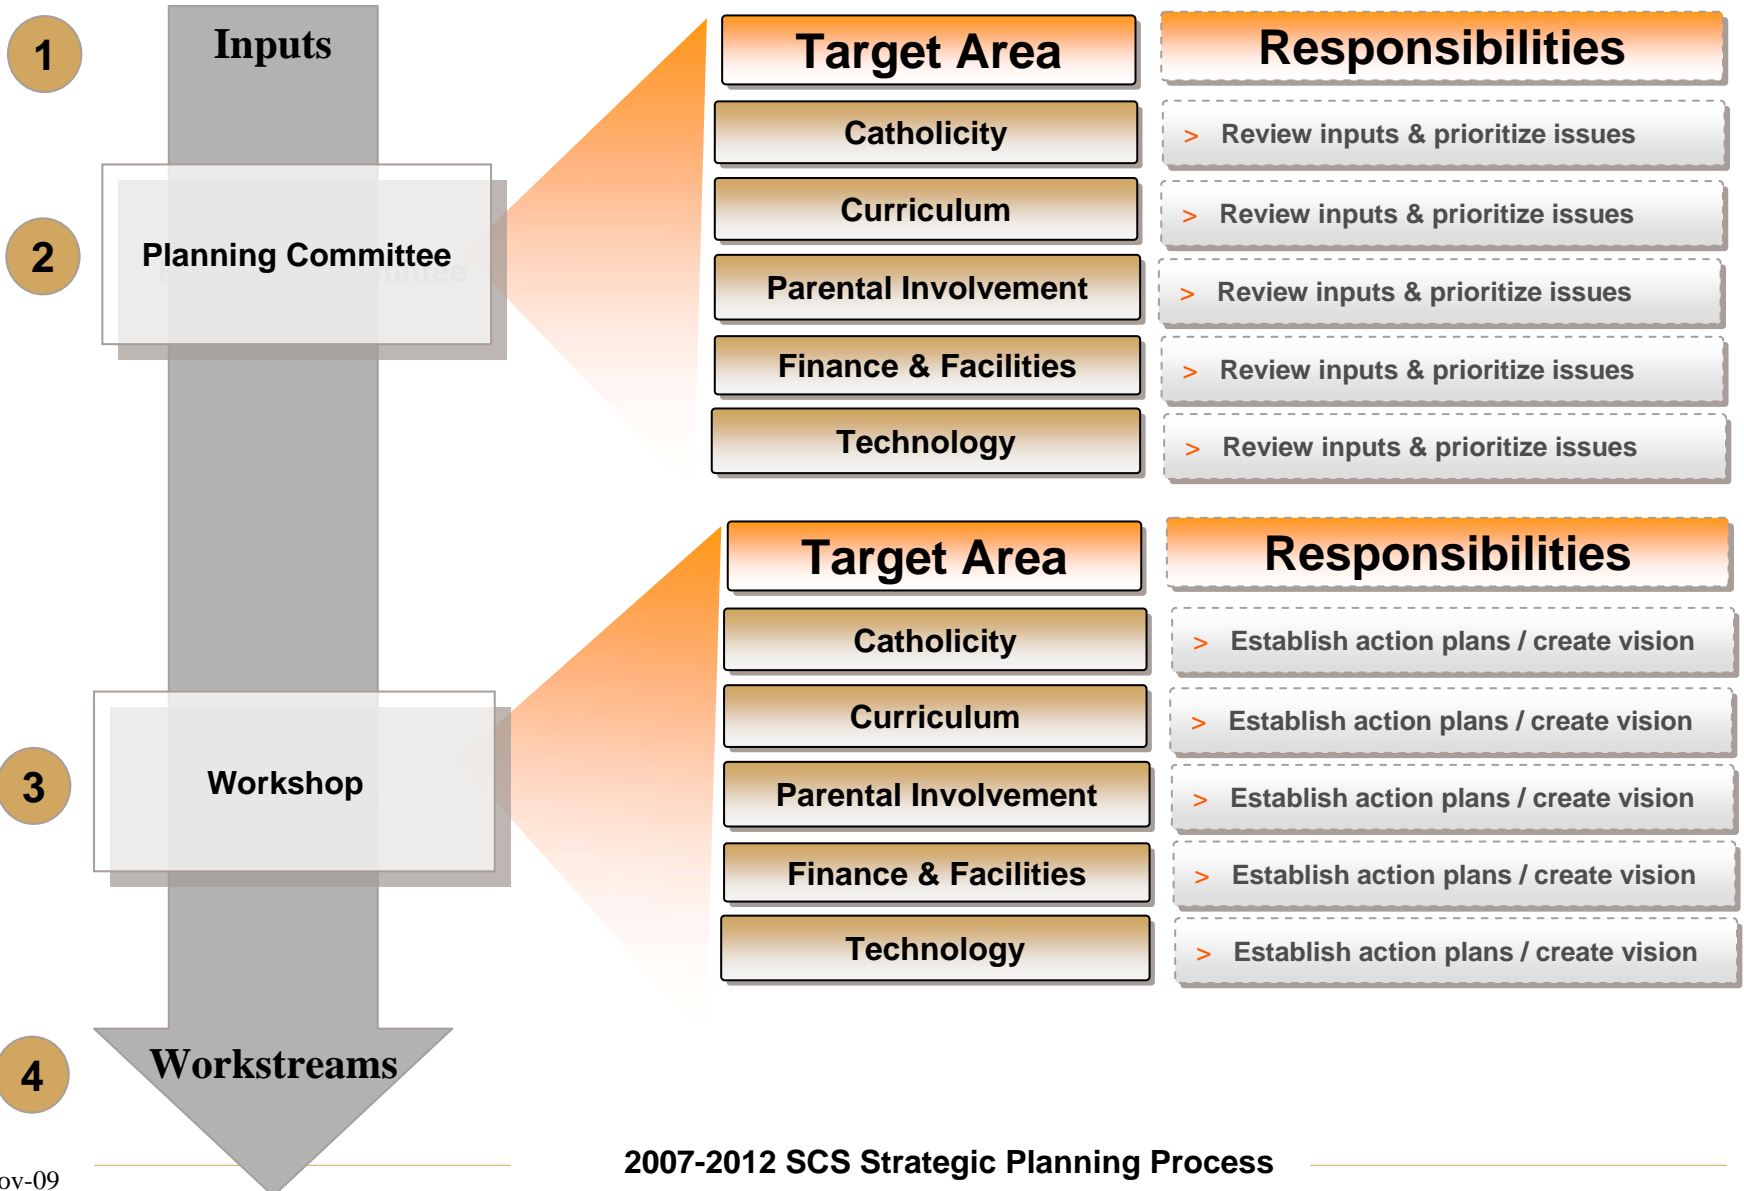 1
Inputs
2
Planning Committee
Target Area
Responsibilities
Catholicity
> Review inputs & prioritize issues
Curriculum
> Review inputs & prioritize issues
Parental Involvement
> Review inputs & prioritize issues
Finance & Facilities
> Review inputs & prioritize issues
Technology
> Review inputs & prioritize issues
3
Workshop
Target Area
Responsibilities
Catholicity
> Establish action plans / create vision
Curriculum
> Establish action plans / create vision
Parental Involvement
> Establish action plans / create vision
Finance & Facilities
> Establish action plans / create vision
Technology
> Establish action plans / create vision
4
Workstreams
2007-2012 SCS Strategic Planning Process
ov-09